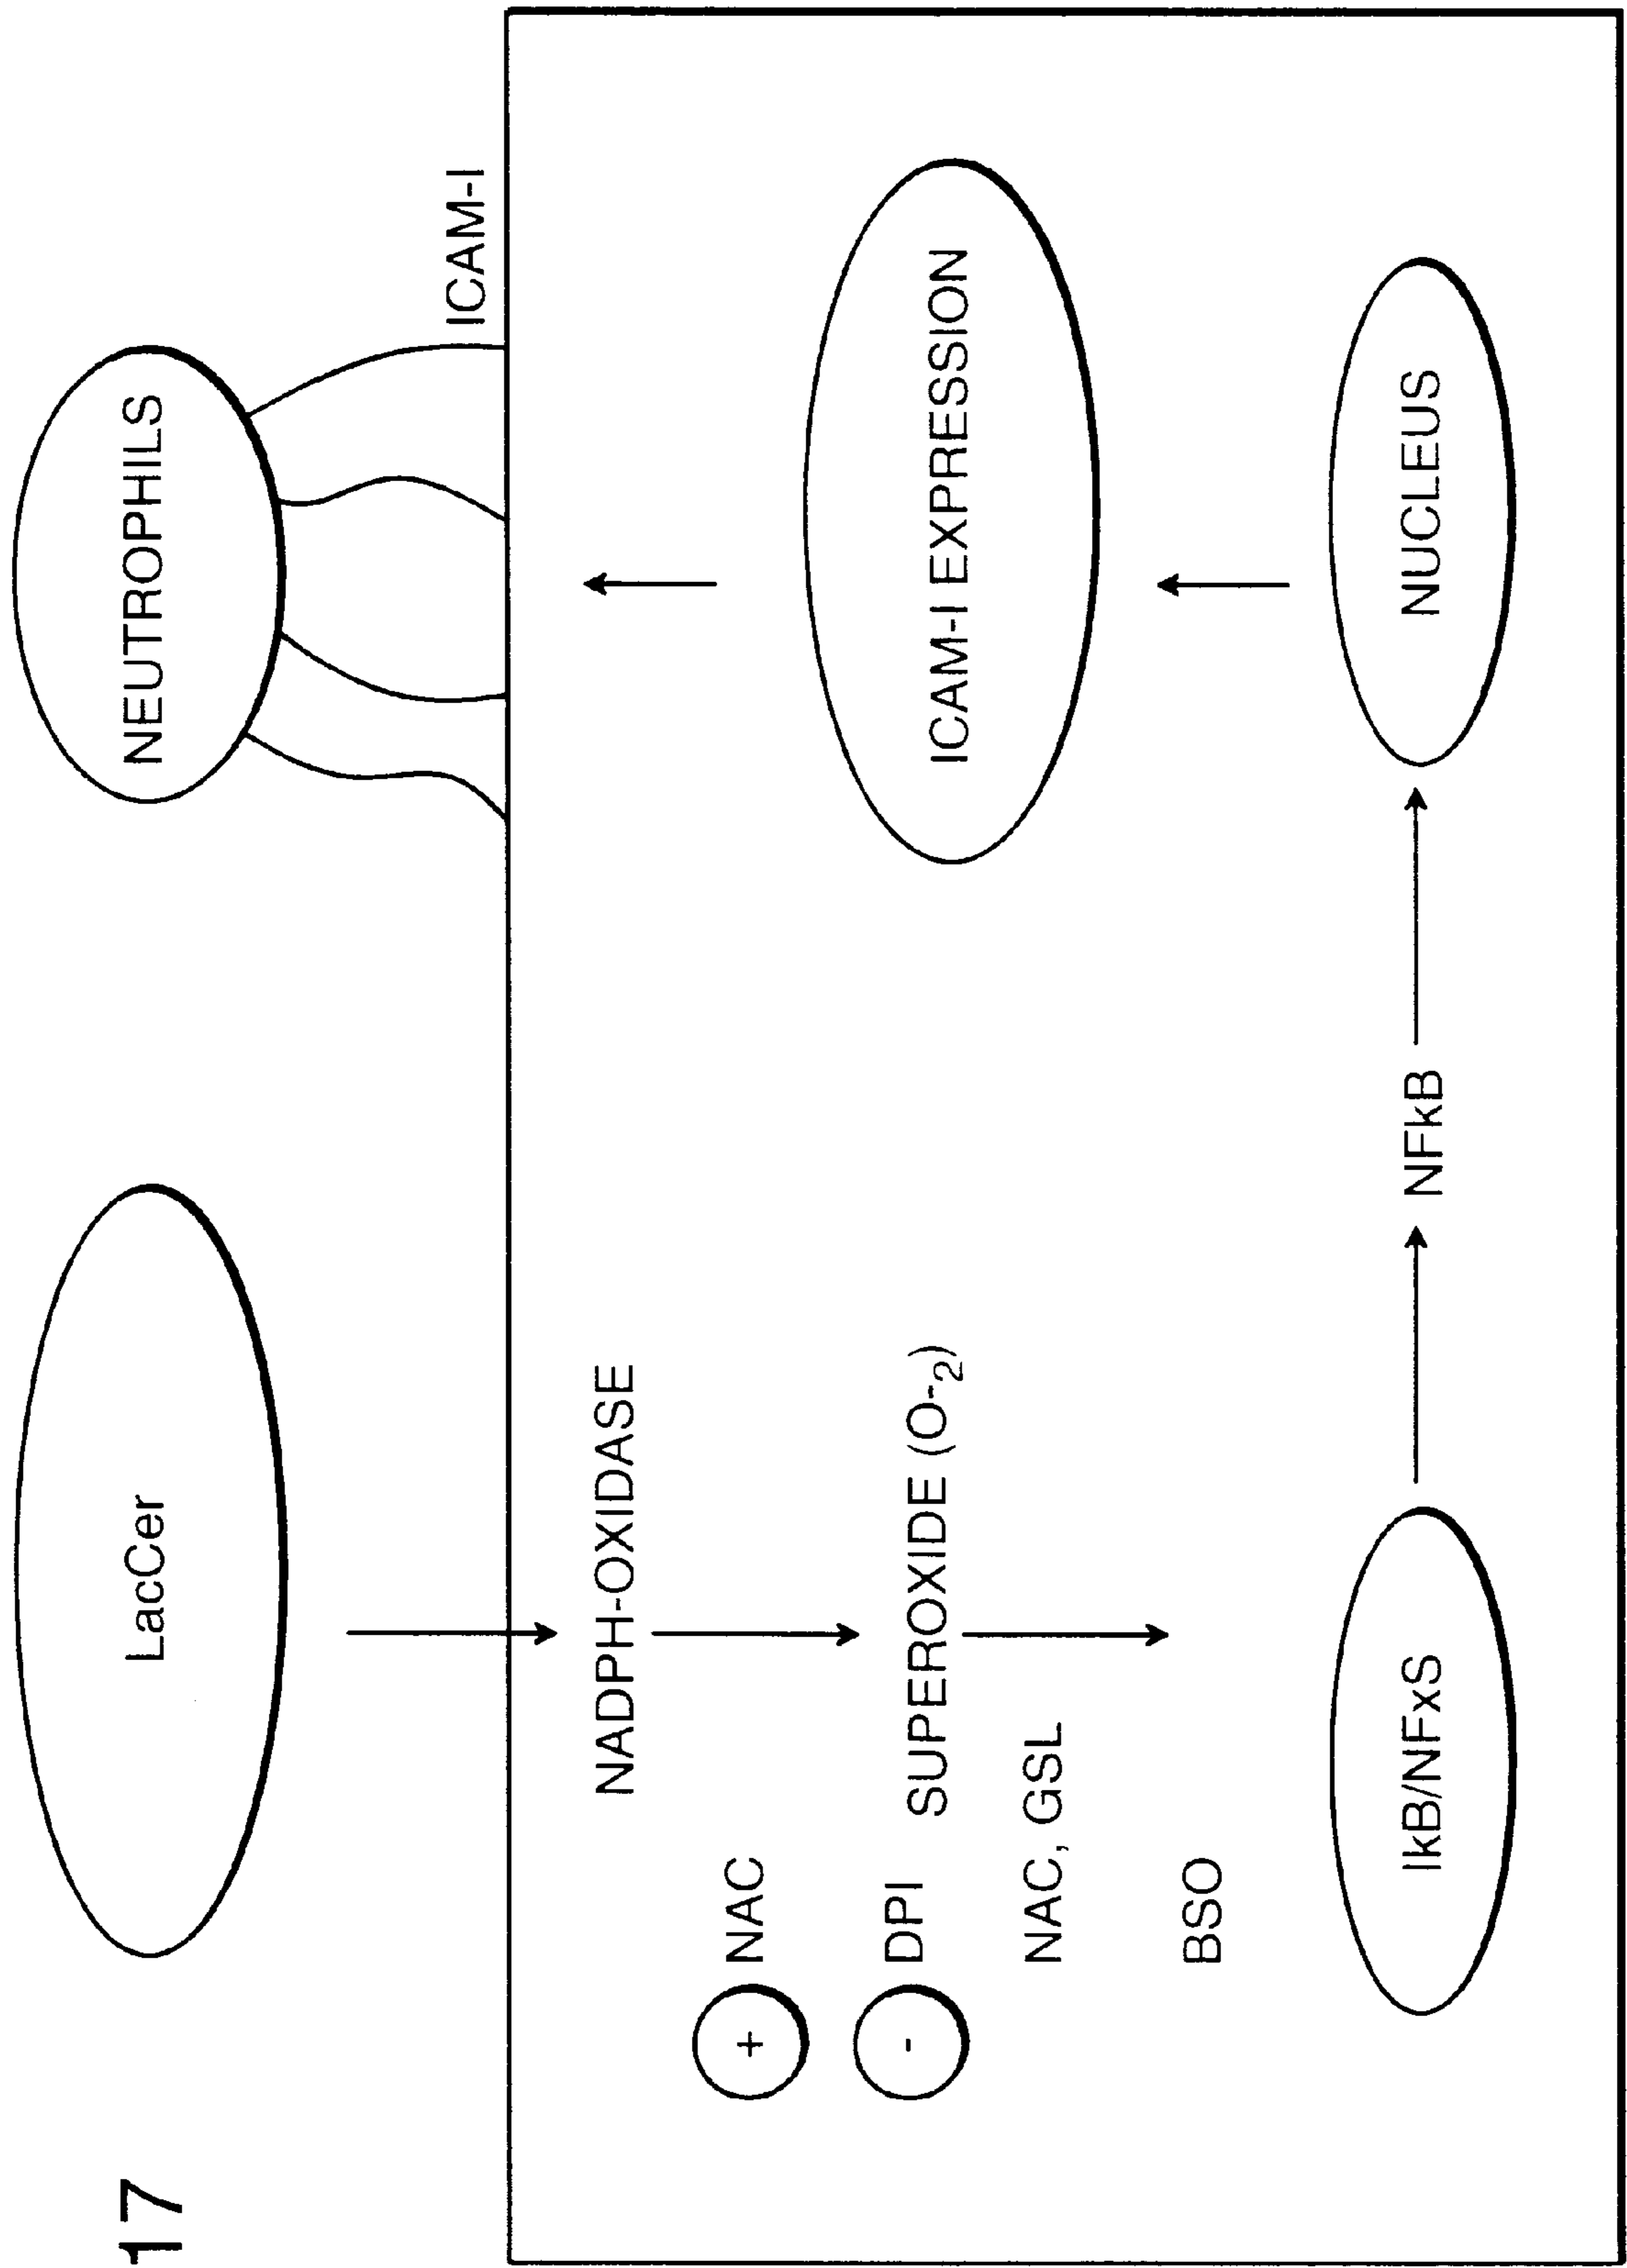 17
LacCer
NEUTROPHILS
ICAM-I
NADPH-OXIDASE
+ NAC
- DPI
SUPEROXIDE (O-2)
NAC, GSL
BSO
ICAM-I EXPRESSION
IkB/NFxS
NFkB
NUCLEUS